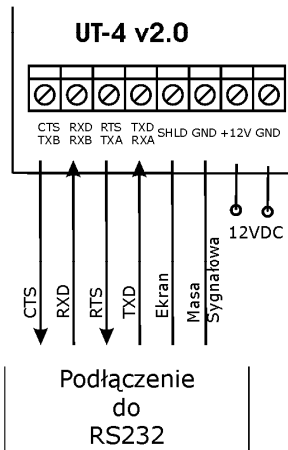 UT-4 v2.0
CTS RXD RTS TXD SHLD GND +12V GND
TXB RXB TXA RXA
12VDC
CTS
RXD
RTS
TXD
Ekran
Masa
Sygnałowa
Podłączenie
do
RS232